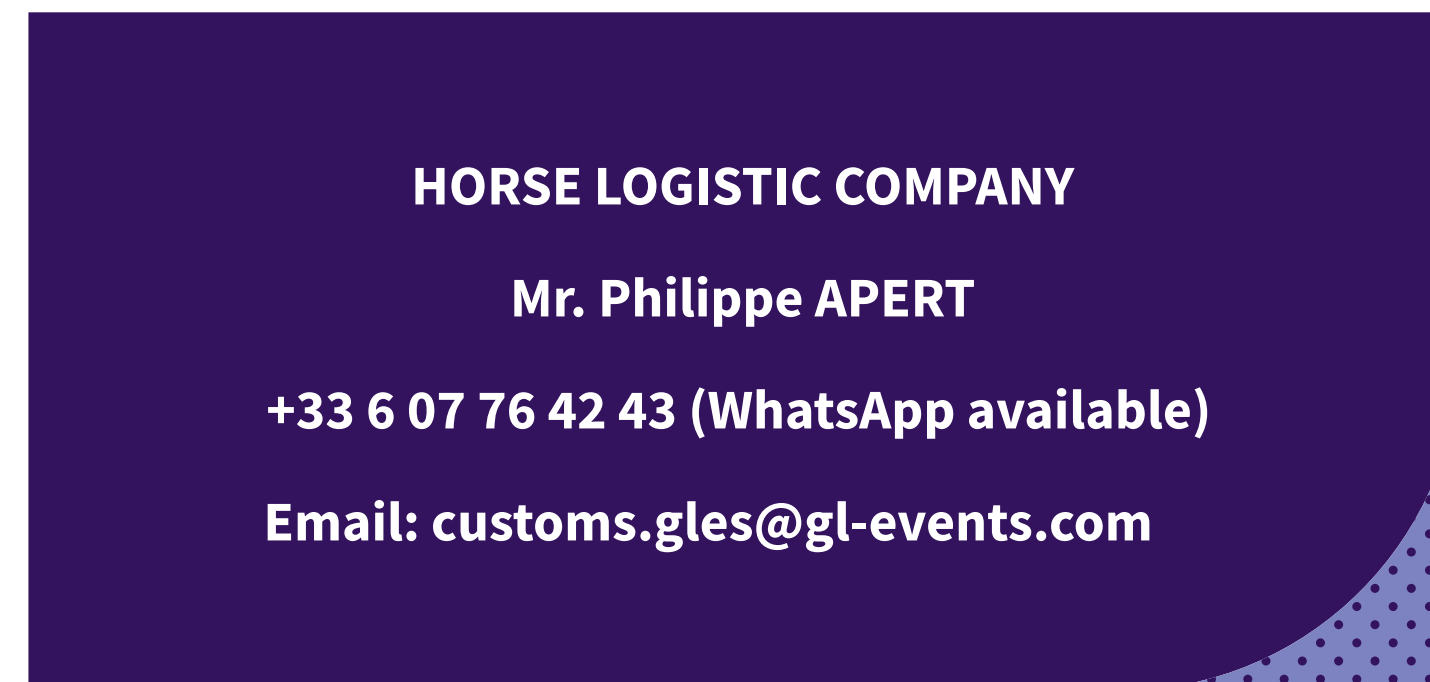 HORSE LOGISTIC COMPANY
Mr. Philippe APERT
+33 6 07 76 42 43 (WhatsApp available)
Email: customs.gles@gl-events.com